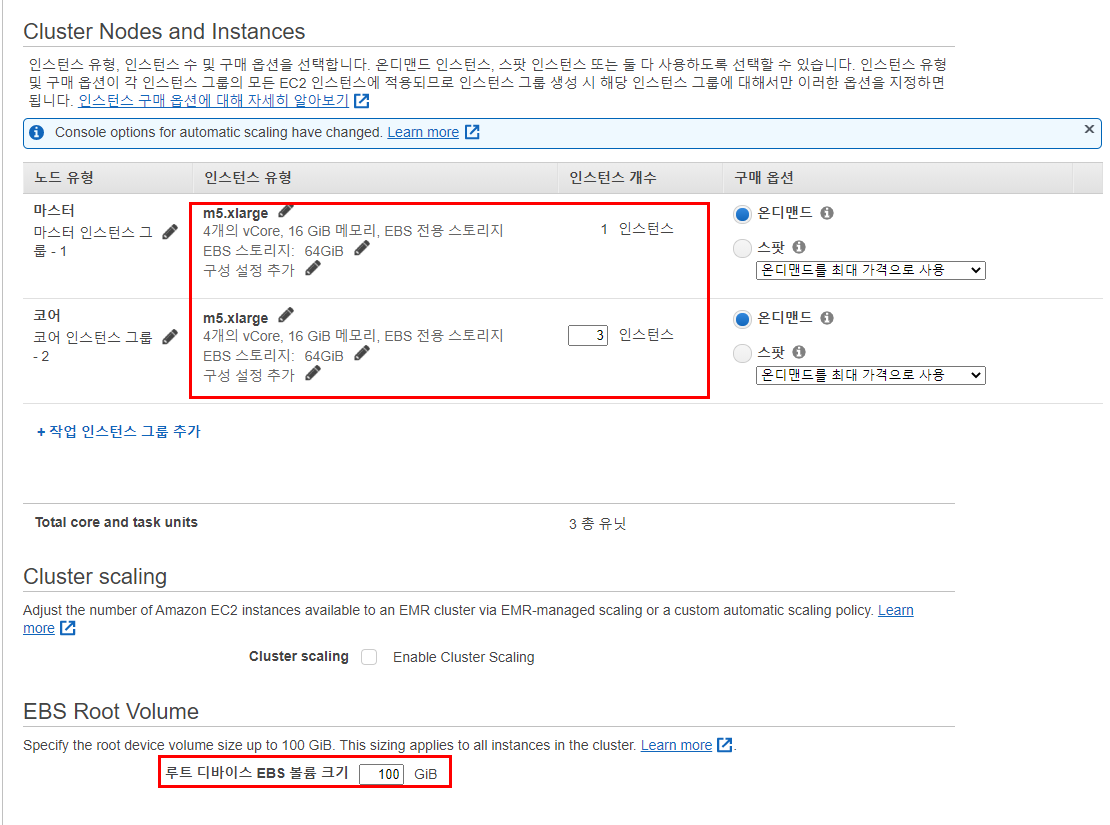 Cluster Nodes and Instances
인스턴스 유형, 인스턴스 수 및 구매 옵션을 선택합니다. 온디맨드 인스턴스, 스팟 인스턴스 또는 둘 다 사용하도록 선택할 수 있습니다. 인스턴스 유형
및 구매 옵션이 각 인스턴스 그룹의 모든 EC2 인스턴스에 적용되므로 인스턴스 그룹 생성 시 해당 인스턴스 그룹에 대해서만 이러한 옵션을 지정하면
됩니다. 인스턴스 구매 옵션에 대해 자세히 알아보기
Console options for automatic scaling have changed. Learn more
노드 유형 인스턴스 유형 인스턴스 개수 구매 옵션
마스터
마스터 인스턴스 그
룹 - 1
m5.xlarge
4개의 vCore, 16 GiB 메모리, EBS 전용 스토리지
EBS 스토리지: 64GiB
구성 설정 추가
1 인스턴스
온디맨드
스팟
온디맨드를 최대 가격으로 사용
코어
코어 인스턴스 그룹
- 2
m5.xlarge
4개의 vCore, 16 GiB 메모리, EBS 전용 스토리지
EBS 스토리지: 64GiB
구성 설정 추가
3 인스턴스
온디맨드
스팟
온디맨드를 최대 가격으로 사용
+ 작업 인스턴스 그룹 추가
Total core and task units 3 총 유닛
Cluster scaling
Adjust the number of Amazon EC2 instances available to an EMR cluster via EMR-managed scaling or a custom automatic scaling policy. Learn
more
Cluster scaling Enable Cluster Scaling
EBS Root Volume
Specify the root device volume size up to 100 GiB. This sizing applies to all instances in the cluster. Learn more.
루트 디바이스 EBS 볼륨 크기 100 GiB